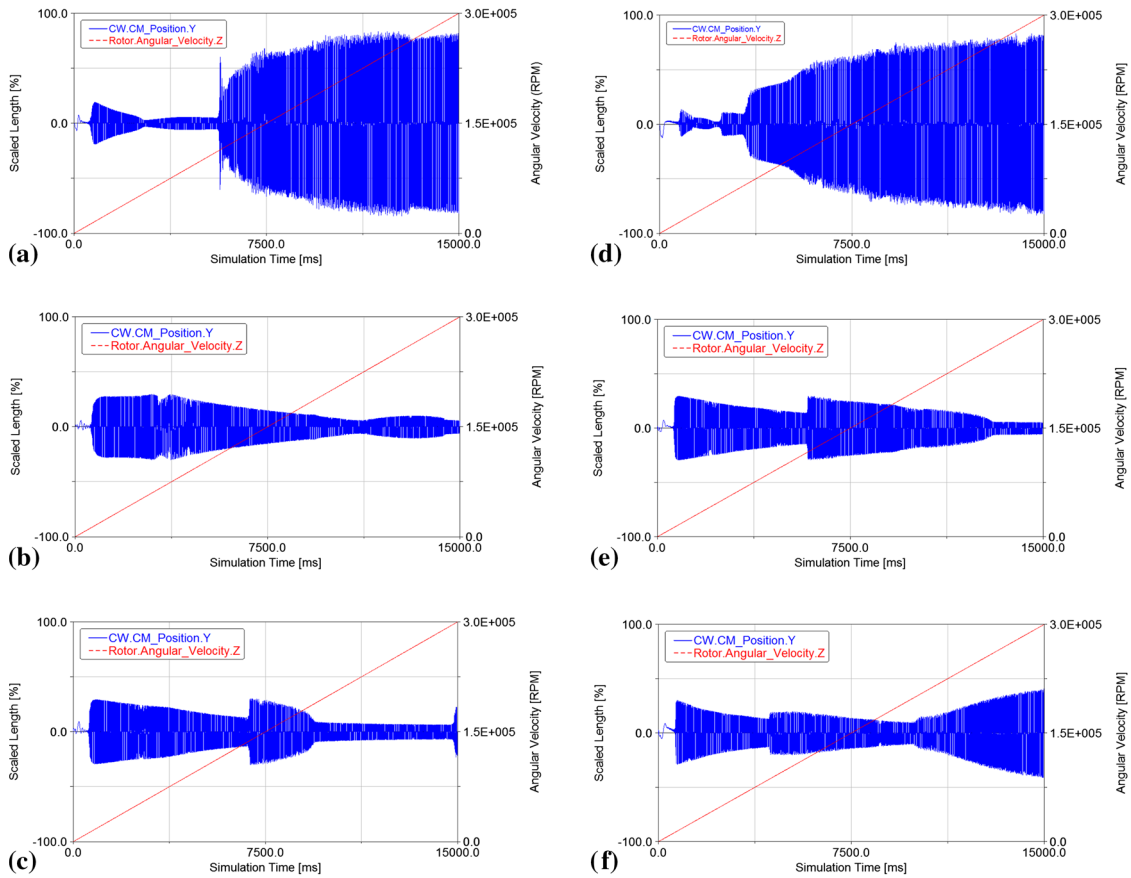 100.0
CW.CM_Position.Y
Rotor.Angular_Velocity.Z
3.0E+005
Scaled Length [%]
0.0
1.5E+005
Angular Velocity (RPM)
-100.0
0.0
0.0
7500.0
15000.0
Simulation Time [ms]
(a)
100.0
CW.CM_Position.Y
Rotor.Angular_Velocity.Z
3.0E+005
Scaled Length [%]
0.0
1.5E+005
Angular Velocity [RPM]
-100.0
0.0
0.0
7500.0
15000.0
Simulation Time [ms]
(d)
100.0
CW.CM_Position.Y
Rotor.Angular_Velocity.Z
3.0E+005
Scaled Length [%]
0.0
1.5E+005
Angular Velocity [RPM]
-100.0
0.0
0.0
7500.0
15000.0
Simulation Time [ms]
(b)
100.0
CW.CM_Position.Y
Rotor.Angular_Velocity.Z
3.0E+005
Scaled Length [%]
0.0
1.5E+005
Angular Velocity [RPM]
-100.0
0.0
0.0
7500.0
15000.0
Simulation Time [ms]
(e)
100.0
CW.CM_Position.Y
Rotor.Angular_Velocity.Z
3.0E+005
Scaled Length [%]
0.0
1.5E+005
Angular Velocity [RPM]
-100.0
0.0
0.0
7500.0
15000.0
Simulation Time [ms]
(c)
100.0
CW.CM_Position.Y
Rotor.Angular_Velocity.Z
3.0E+005
Scaled Length [%]
0.0
1.5E+005
Angular Velocity [RPM]
-100.0
0.0
0.0
7500.0
15000.0
Simulation Time [ms]
(f)